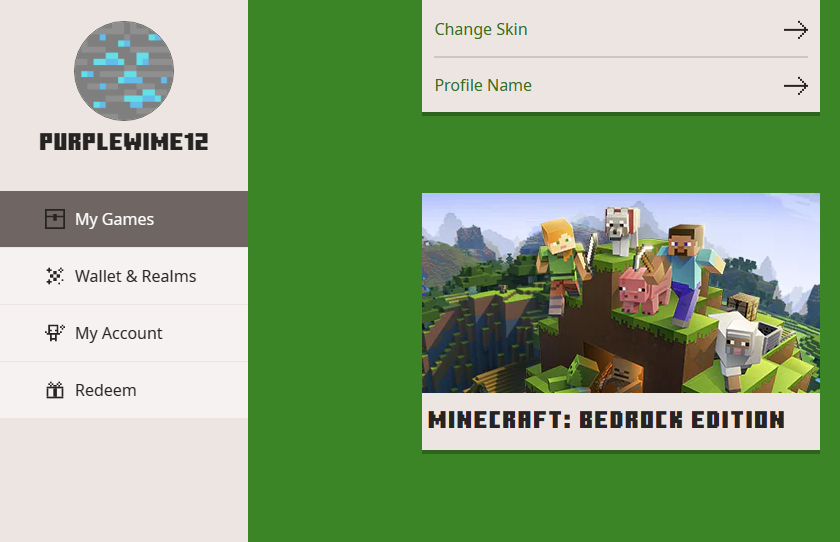 PURPLEWIME12
My Games
Wallet & Realms
My Account
Redeem
Change Skin
Profile Name
MINECRAFT: BEDROCK EDITION